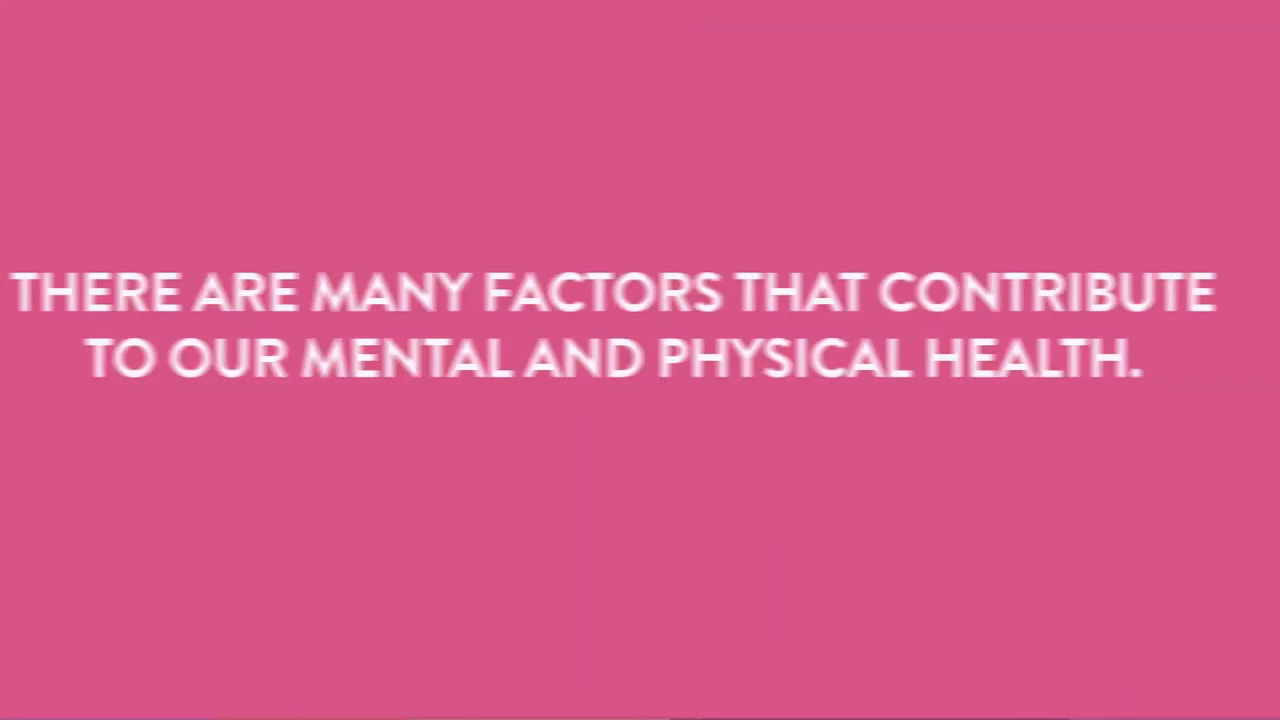 THERE ARE MANY FACTORS THAT CONTRIBUTE
TO OUR MENTAL AND PHYSICAL HEALTH.